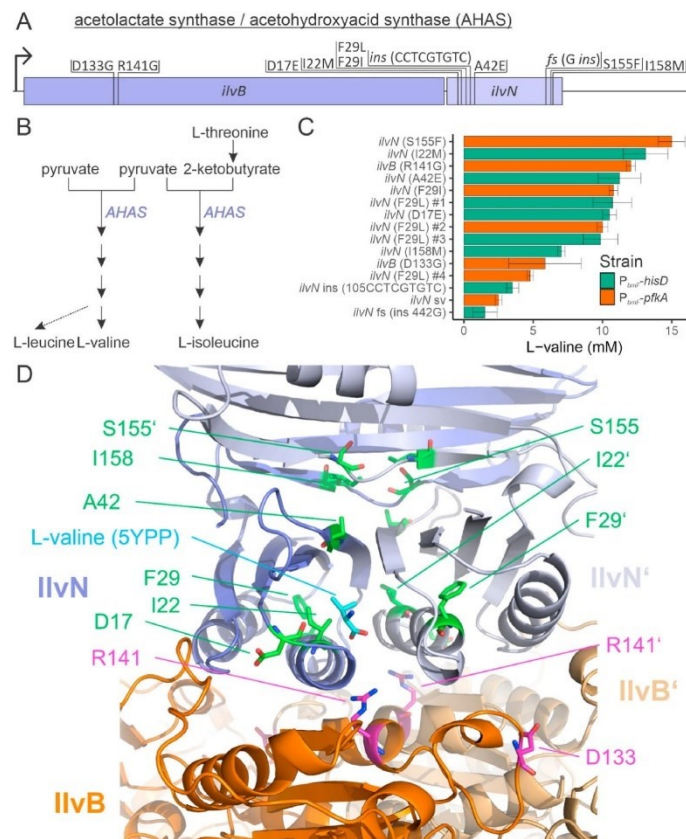 A
acetolactate synthase / acetohydroxyacid synthase (AHAS)
D133G
R141G
D17E
I22M
F29L
F29I
ins (CCTCGTGTC)
A42E
fs (G ins)
S155F
I158M
ilvB
ilvN
B
L-threonine
pyruvate
pyruvate
2-ketobutyrate
AHAS
AHAS
L-leucine
L-valine
L-isoleucine
C
ilvN (S155F)
ilvN (I22M)
ilvB (R141G)
ilvN (A42E)
ilvN (F29I)
ilvN (F29L) #1
ilvN (D17E)
ilvN (F29L) #2
ilvN (F29L) #3
ilvN (I158M)
ilvB (D133G)
ilvN (F29L) #4
ilvN ins (105CCTCGTGTC)
ilvN sv
ilvN fs (ins 442G)
Strain
-hisD
-pfkA
0 5 10 15
L−valine (mM)
D
S155‘
S155
I158
I22‘
A42
L-valine (5YPP)
F29‘
IlvN
F29
IlvN‘
I22
D17
R141
R141‘
IlvB‘
D133
IlvB